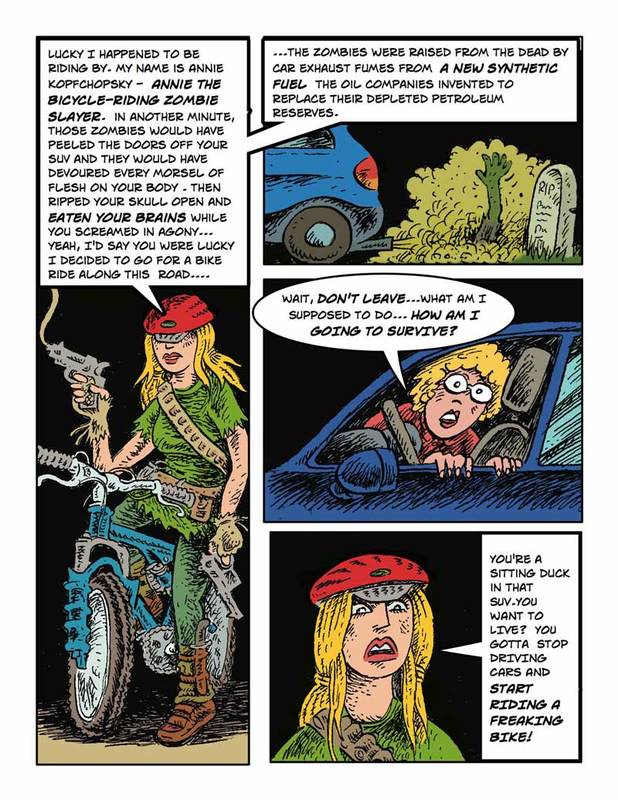 LUCKY I HAPPENED TO BE
RIDING BY. MY NAME IS ANNIE
KOPFCHOPSKY - ANNIE THE
BICYCLE-RIDING ZOMBIE
SLAYER. IN ANOTHER MINUTE,
THOSE ZOMBIES WOULD HAVE
PEELED THE DOORS OFF YOUR
SUV AND THEY WOULD HAVE
DEVOURED EVERY MORSEL OF
FLESH ON YOUR BODY . THEN
RIPPED YOUR SKULL OPEN AND
EATEN YOUR BRAINS WHILE
YOU SCREAMED IN AGONY...
YEAH, I'D SAY YOU WERE LUCKY
I DECIDED TO GO FOR A BIKE
RIDE ALONG THIS ROAD....
...THE ZOMBIES WERE RAISED FROM THE DEAD BY
CAR EXHAUST FUMES FROM A NEW SYNTHETIC
FUEL THE OIL COMPANIES INVENTED TO
REPLACE THEIR DEPLETED PETROLEUM
RESERVES.
RIP
WAIT, DON'T LEAVE...WHAT AM I
SUPPOSED TO DO... HOW AM I
GOING TO SURVIVE?
YOU'RE A
SITTING DUCK
IN THAT
SUV.YOU
WANT TO
LIVE? YOU
GOTTA STOP
DRIVING
CARS AND
START
RIDING A
FREAKING
BIKE!